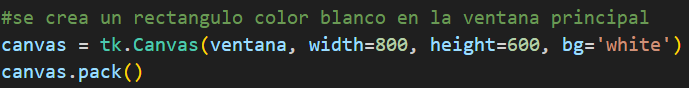 #se crea un rectangulo color blanco en la ventana principal
canvas = tk.Canvas(ventana, width=800, height=600, bg='white')
canvas.pack()